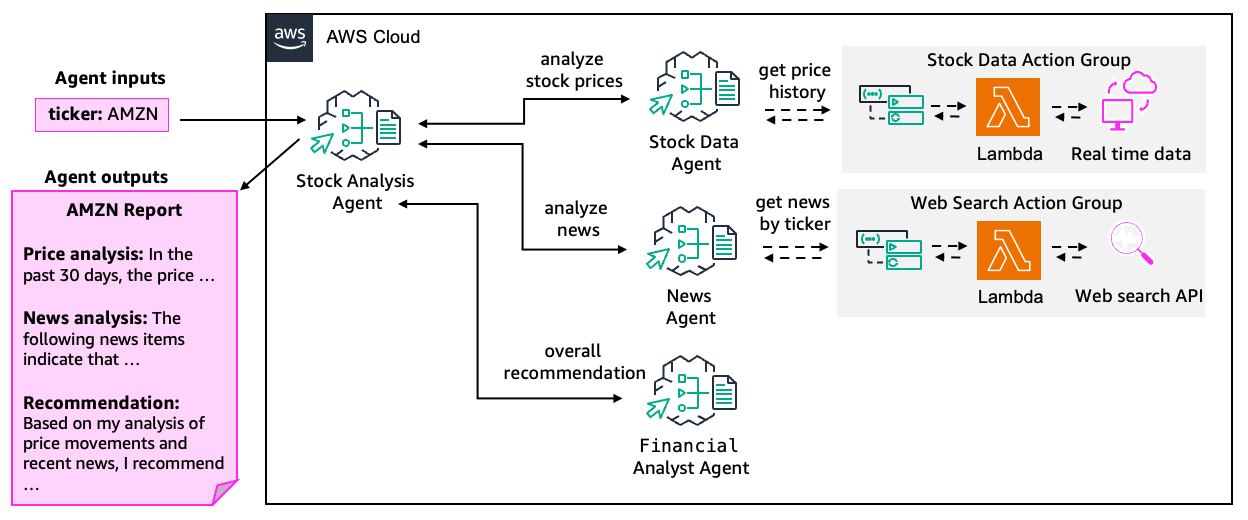 aws
AWS Cloud
Agent inputs
ticker: AMZN
Agent outputs
AMZN Report
Price analysis: In the
past 30 days, the price ...
News analysis: The
following news items
indicate that ...
Recommendation:
Based on my analysis of
price movements and
recent news, I recommend
...
Stock Analysis
Agent
analyze
stock prices
Stock Data
Agent
get price
history
Stock Data Action Group
Lambda
Real time data
analyze
news
News
Agent
get news
by ticker
Web Search Action Group
Lambda
Web search API
overall
recommendation
Financial
Analyst Agent